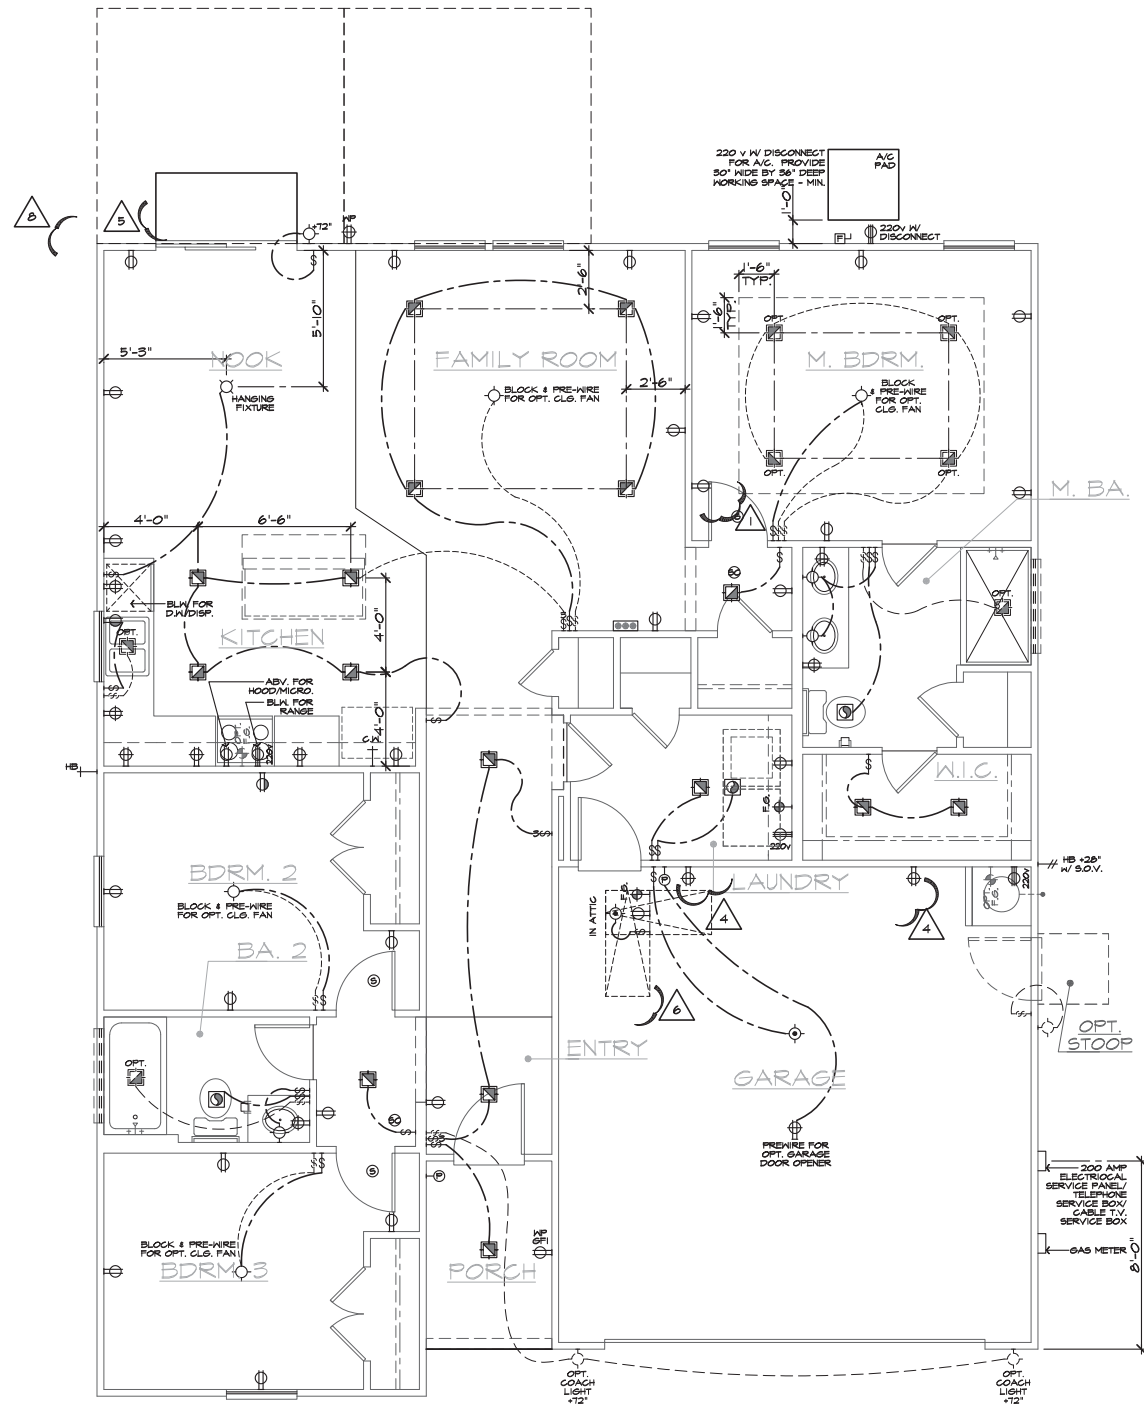 220 V W/ DISCONNECT
FOR A/C. PROVIDE
30" WIDE BY 36" DEEP
WORKING SPACE - MIN.
A/C
PAD
1'-0"
8
5
+72"
WP
F
220V W/
DISCONNECT
S
5'-10"
2'-6"
1'-6"
TYP.
1'-6"
TYP.
OPT.
OPT.
5'-3"
NOOK
FAMILY ROOM
M. BDRM.
2'-6"
HANGING
FIXTURE
BLOCK & PRE-WIRE
FOR OPT. CLG. FAN
BLOCK
& PRE-WIRE
FOR OPT.
CLG. FAN
OPT.
OPT.
M. BA.
4'-0"
6'-6"
1
BLW. FOR
D.W./DISP.
OPT.
OPT.
KITCHEN
4'-0"
ABV. FOR
HOOD/MICRO.
BLW. FOR
RANGE
4'-0"
OPT.
F.G.
220V
C.W.
HB
W.I.C.
F.G.
220V
BDRM. 2
BLOCK & PRE-WIRE
FOR OPT. CLG. FAN
LAUNDRY
HB +28"
W/ S.O.V.
P
F.G.
IN ATTIC
4
4
OPT.
F.G.
220V
BA. 2
S
6
OPT.
STOOP
OPT.
ENTRY
GARAGE
PREWIRE FOR
OPT. GARAGE
DOOR OPENER
S
P
200 AMP
ELECTRIOCAL
SERVICE PANEL/
TELEPHONE
SERVICE BOX/
CABLE T.V.
SERVICE BOX
WP
GFI
BLOCK & PRE-WIRE
FOR OPT. CLG. FAN
BDRM. 3
PORCH
GAS METER
8'-0"
OPT.
COACH
LIGHT
+72"
OPT.
COACH
LIGHT
+72"